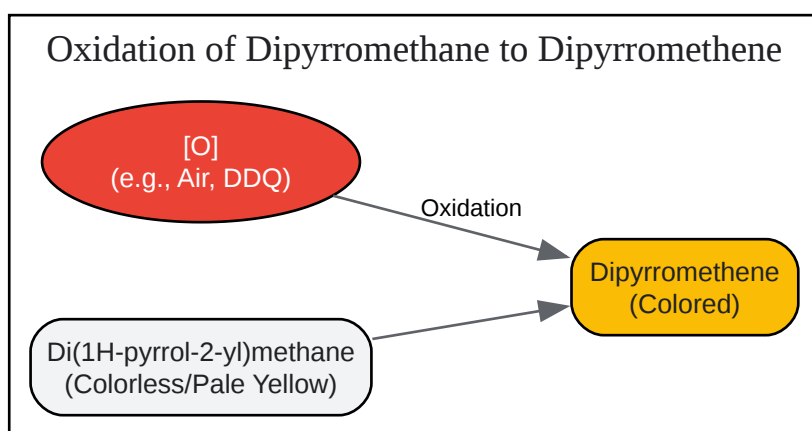 Oxidation of Dipyrromethane to Dipyrromethene
[O]
(e.g., Air, DDQ)
Oxidation
Dipyrromethene
(Colored)
Di(1H-pyrrol-2-yl)methane
(Colorless/Pale Yellow)